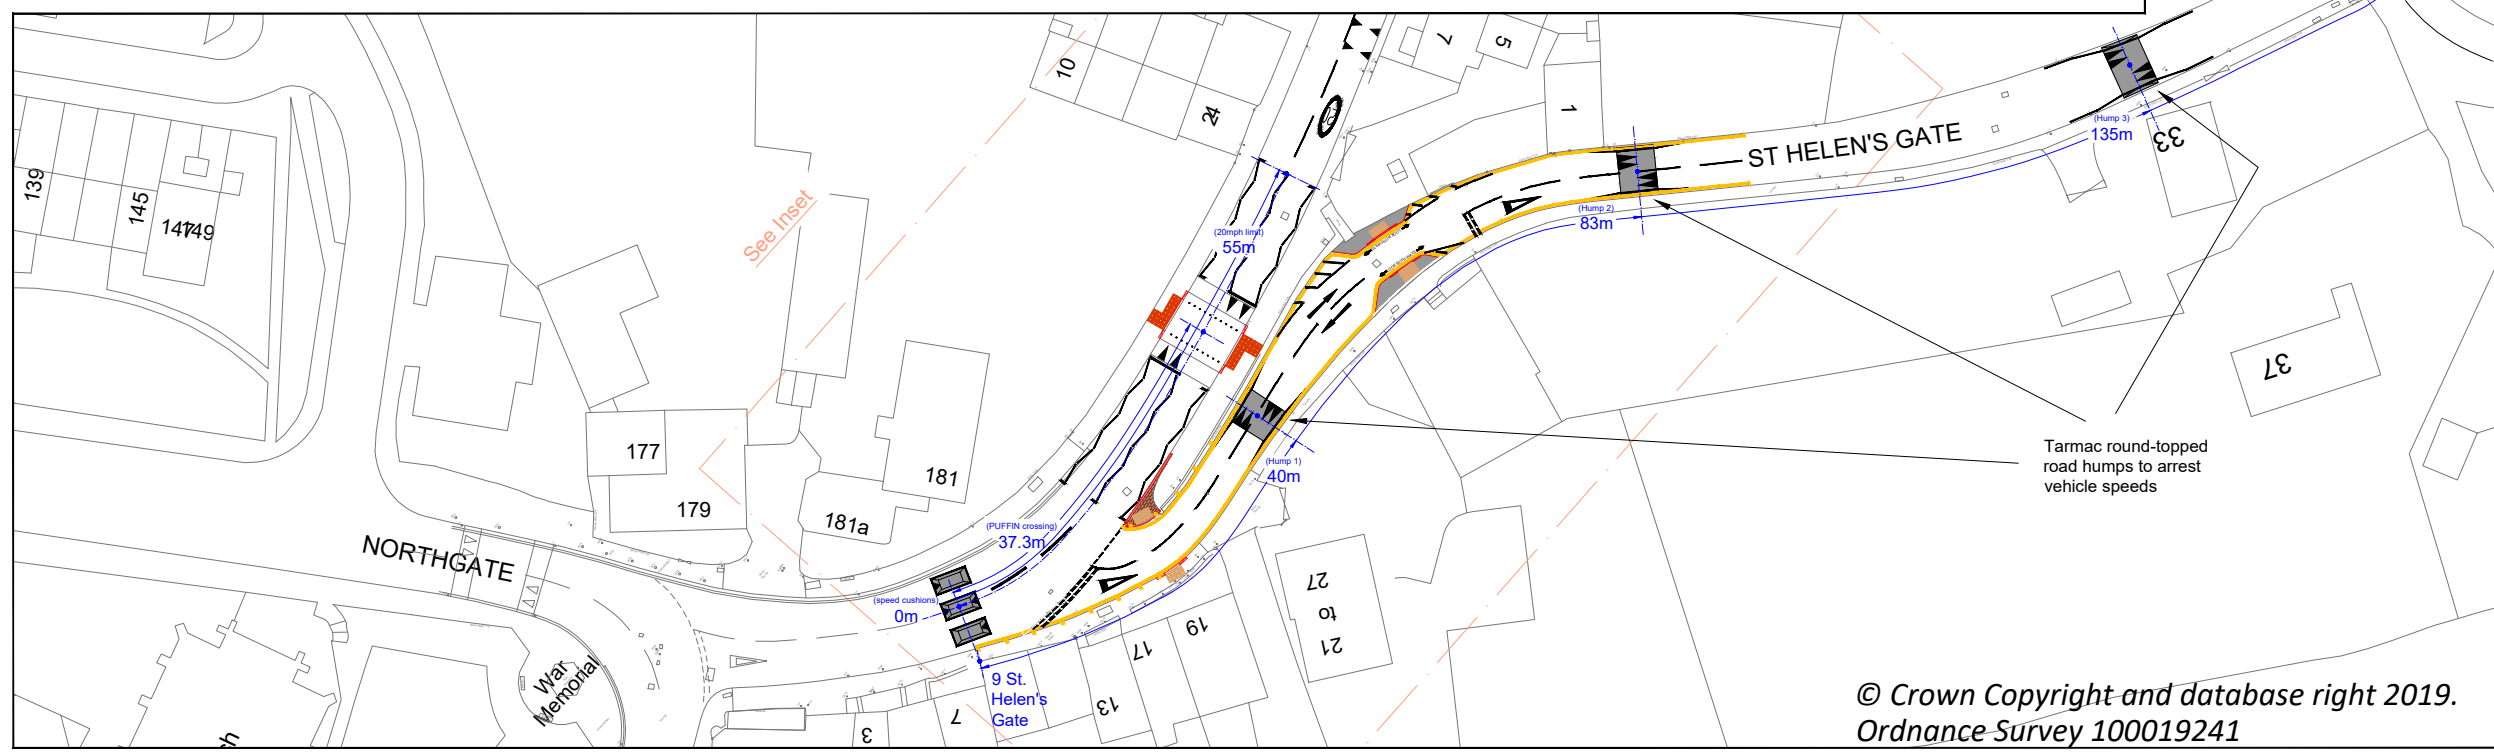 10
7
5
24
1
ST HELEN'S GATE
(Hump 3)
135m
33
139
145
147
149
See Inset
(20mph limit)
55m
(Hump 2)
83m
37
Tarmac round-topped
road humps to arrest
vehicle speeds
177
179
181
181a
(Hump 1)
40m
(PUFFIN crossing)
37.3m
NORTHGATE
(speed cushions)
0m
War
Memorial
9 St.
Helen's
Gate
3
7
13
17
19
27
to
21
© Crown Copyright and database right 2019.
Ordnance Survey 100019241